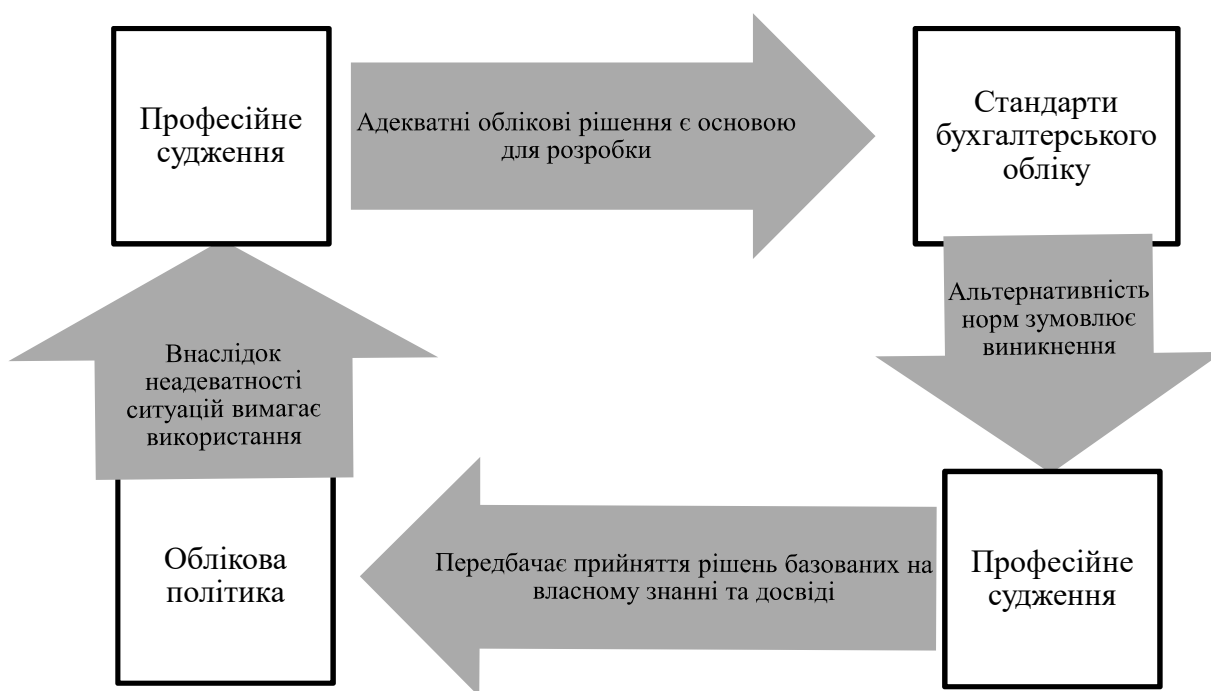 Професійне
судження
Адекватні облікові рішення є основою
для розробки
Стандарти
бухгалтерського
обліку
Альтернативність
норм зумовлює
виникнення
Професійне
судження
Передбачає прийняття рішень базованих на
власному знанні та досвіді
Облікова
політика
Внаслідок
неадеватності
ситуацій вимагає
використання